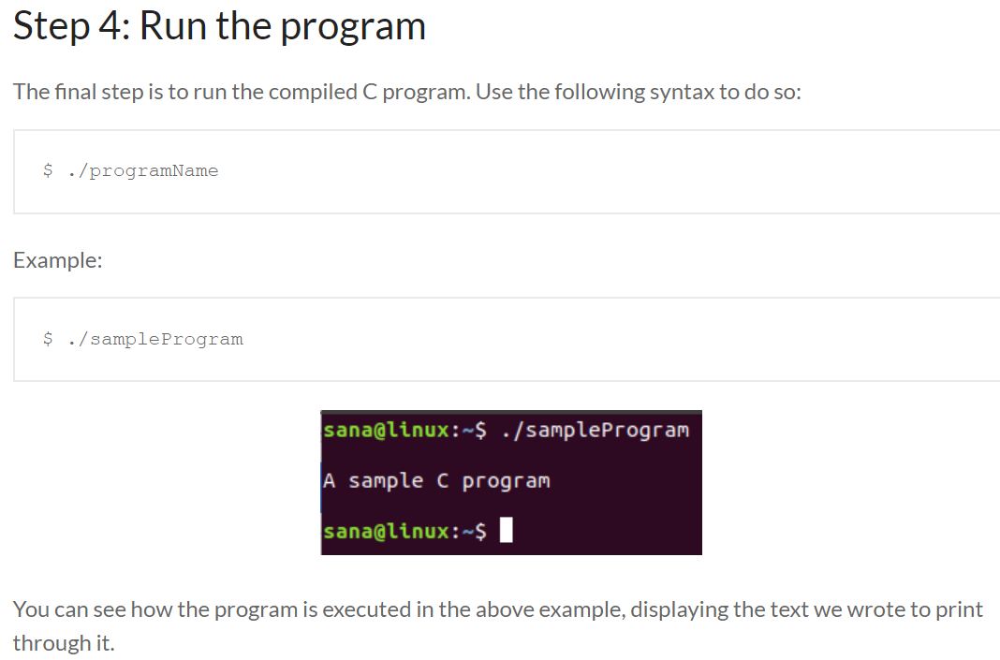 Step 4: Run the program
The final step is to run the compiled C program. Use the following syntax to do so:
$ ./programName
Example:
$ ./sampleProgram
sana@linux:~$ ./sampleProgram
A sample C program
sana@linux:~$
You can see how the program is executed in the above example, displaying the text we wrote to print
through it.